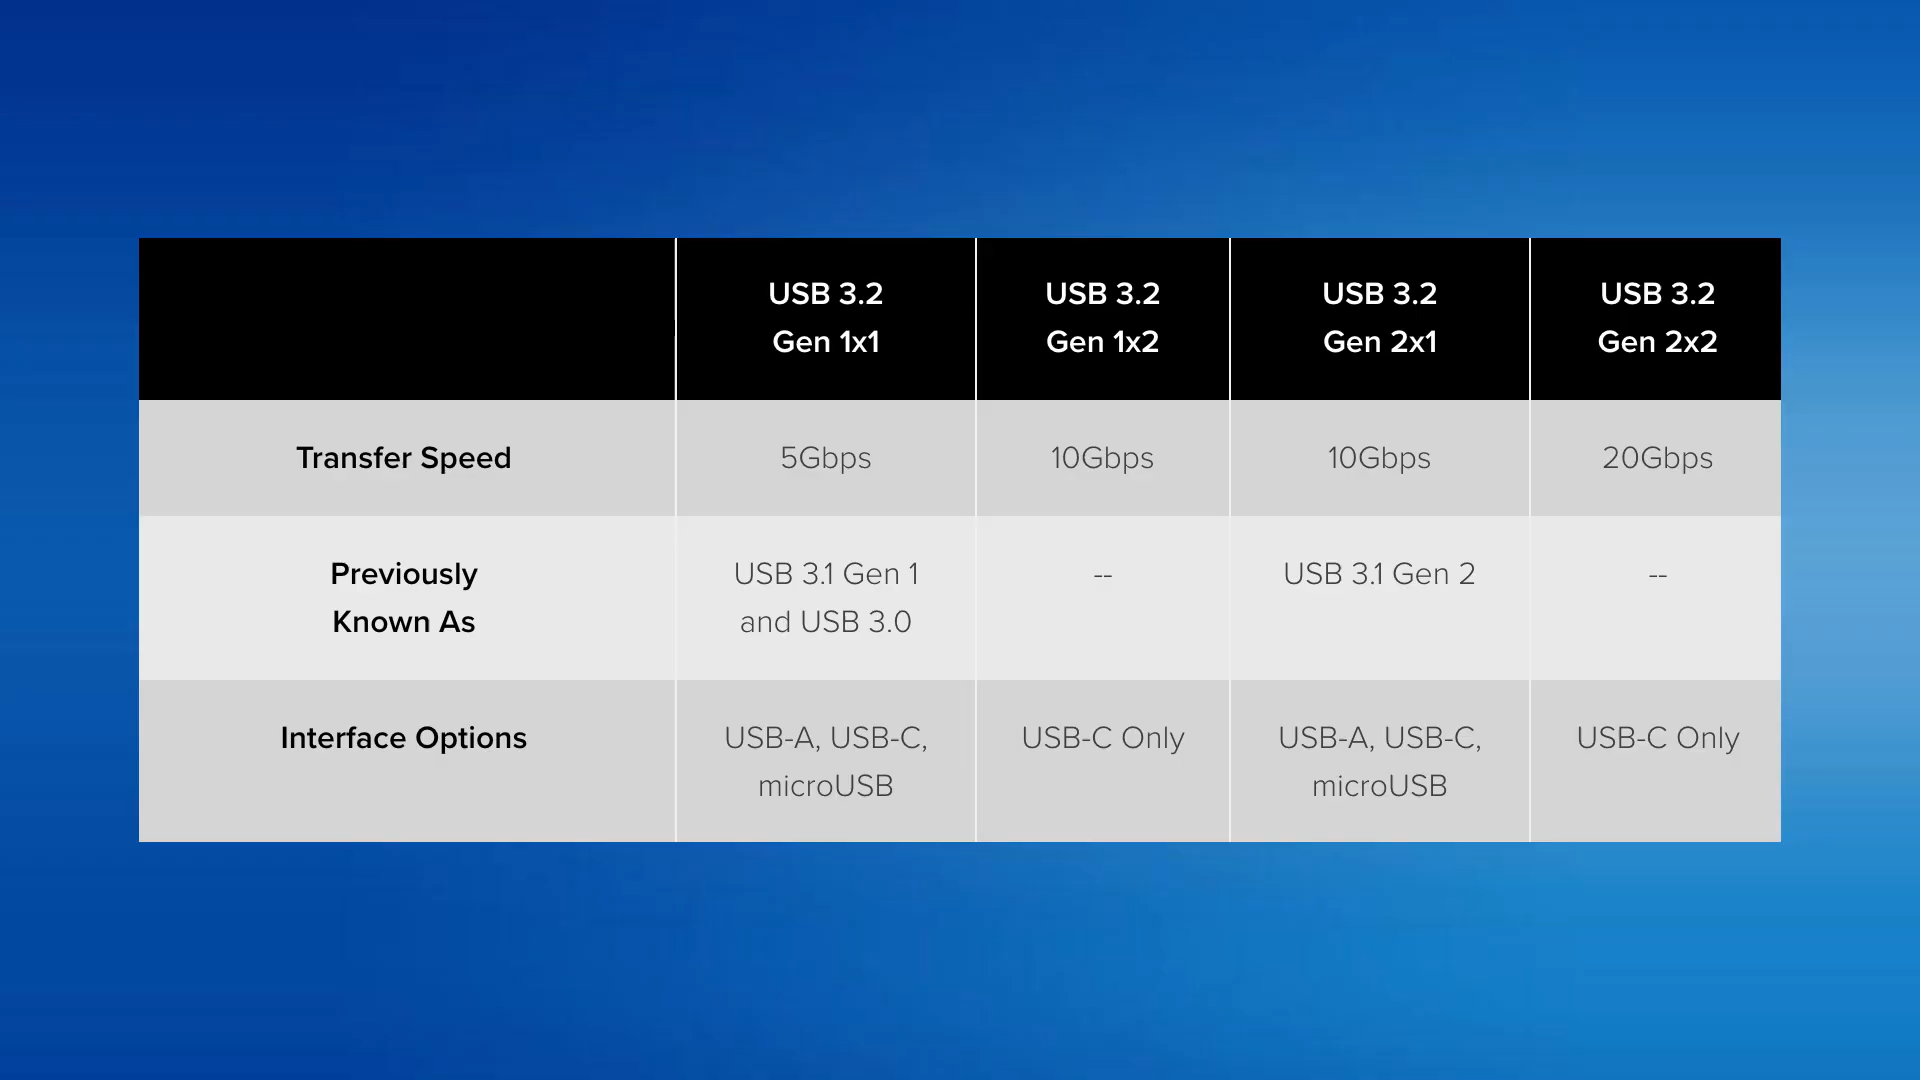 USB 3.2 USB 3.2 USB 3.2 USB 3.2
Gen 1x1 Gen 1x2 Gen 2x1 Gen 2x2
Transfer Speed 5Gbps 10Gbps 10Gbps 20Gbps
Previously USB 3.1 Gen 1 -- USB 3.1 Gen 2 --
Known As and USB 3.0
Interface Options USB-A, USB-C, USB-C Only USB-A, USB-C, USB-C Only
microUSB microUSB